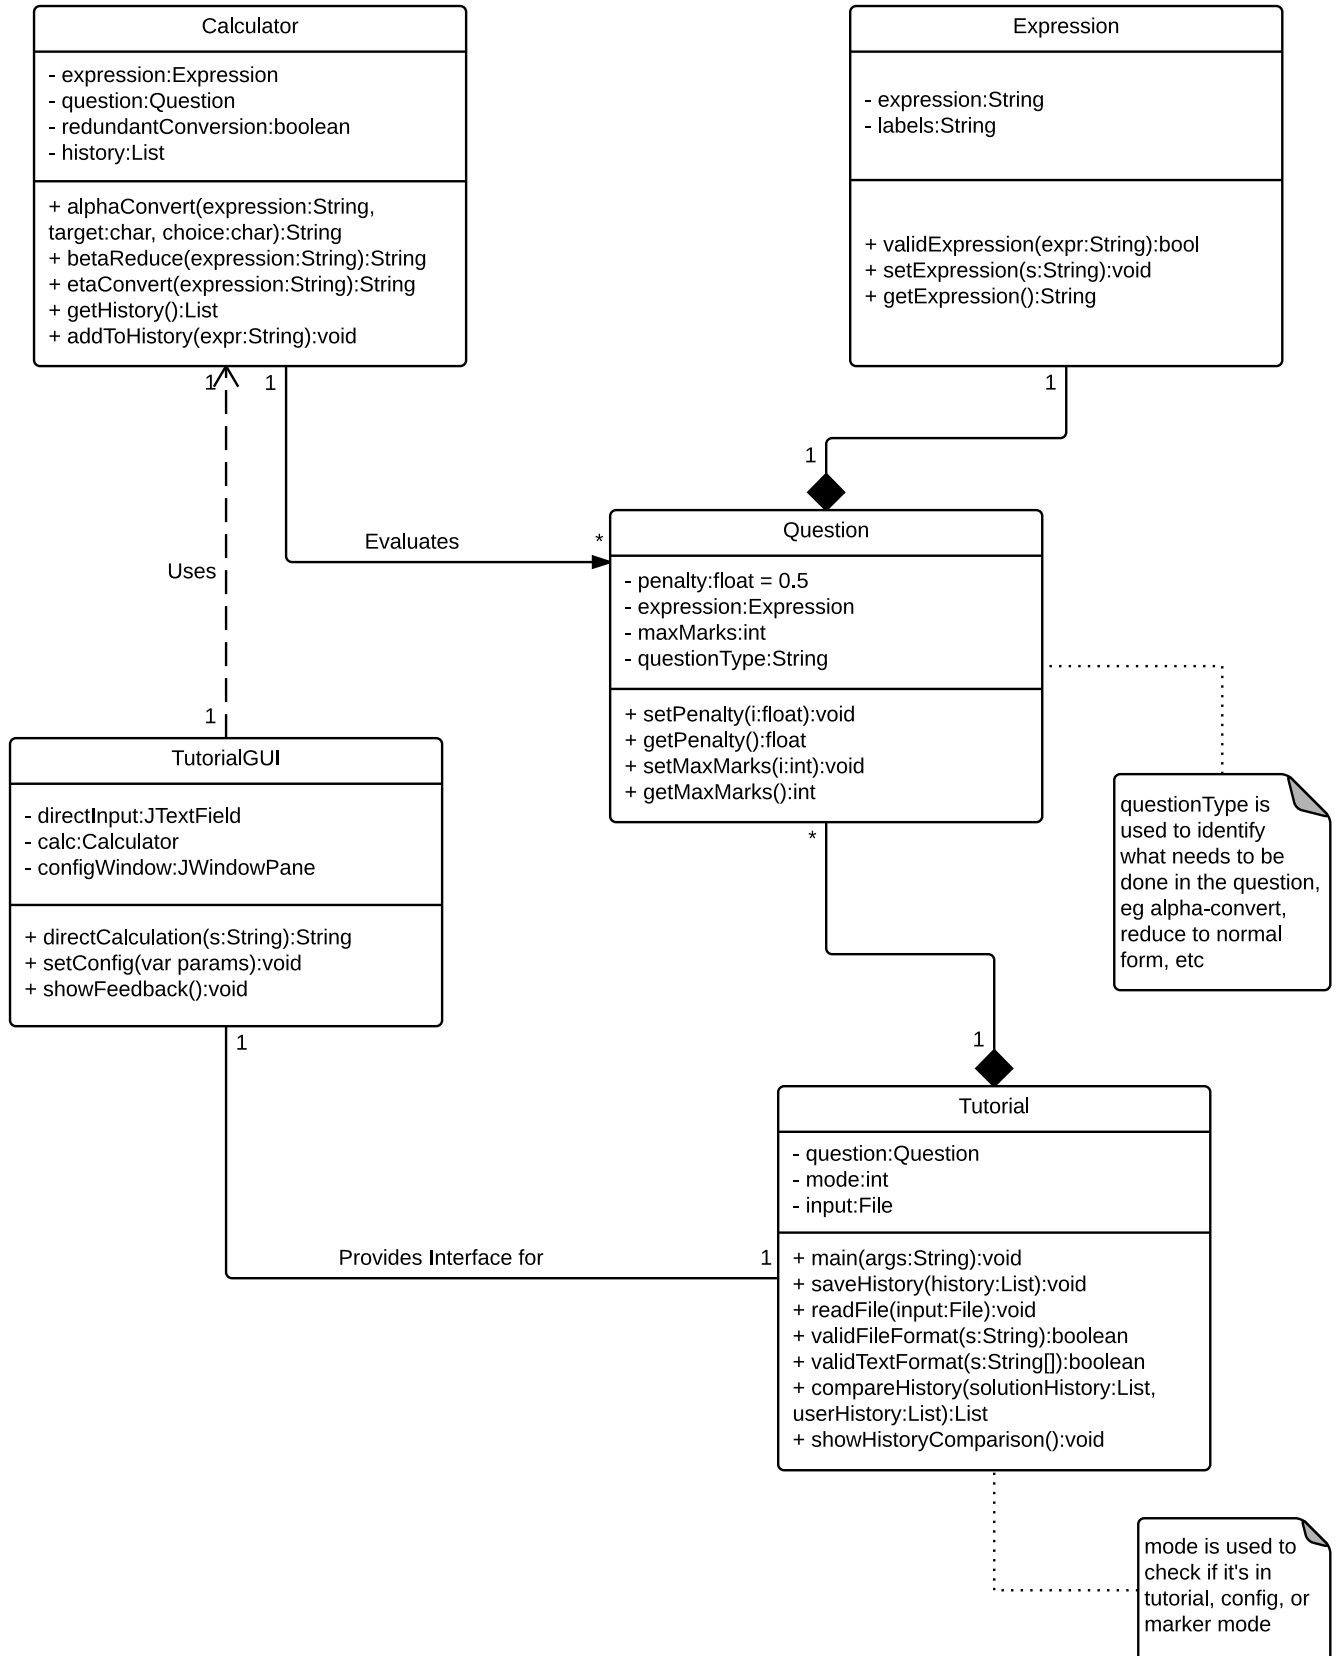 Calculator
- expression:Expression
- question:Question
- redundantConversion:boolean
- history:List
+ alphaConvert(expression:String,
target:char, choice:char):String
+ betaReduce(expression:String):String
+ etaConvert(expression:String):String
+ getHistory():List
+ addToHistory(expr:String):void
Expression
- expression:String
- labels:String
+ validExpression(expr:String):bool
+ setExpression(s:String):void
+ getExpression():String
1
1
1
1
Evaluates
*
Uses
1
Question
- penalty:float = 0.5
- expression:Expression
- maxMarks:int
- questionType:String
+ setPenalty(i:float):void
+ getPenalty():float
+ setMaxMarks(i:int):void
+ getMaxMarks():int
TutorialGUI
- directInput:JTextField
- calc:Calculator
- configWindow:JWindowPane
+ directCalculation(s:String):String
+ setConfig(var params):void
+ showFeedback():void
questionType is
used to identify
what needs to be
done in the question,
eg alpha-convert,
reduce to normal
form, etc
*
1
1
Provides Interface for
1
Tutorial
- question:Question
- mode:int
- input:File
+ main(args:String):void
+ saveHistory(history:List):void
+ readFile(input:File):void
+ validFileFormat(s:String):boolean
+ validTextFormat(s:String[]):boolean
+ compareHistory(solutionHistory:List,
userHistory:List):List
+ showHistoryComparison():void
mode is used to
check if it's in
tutorial, config, or
marker mode